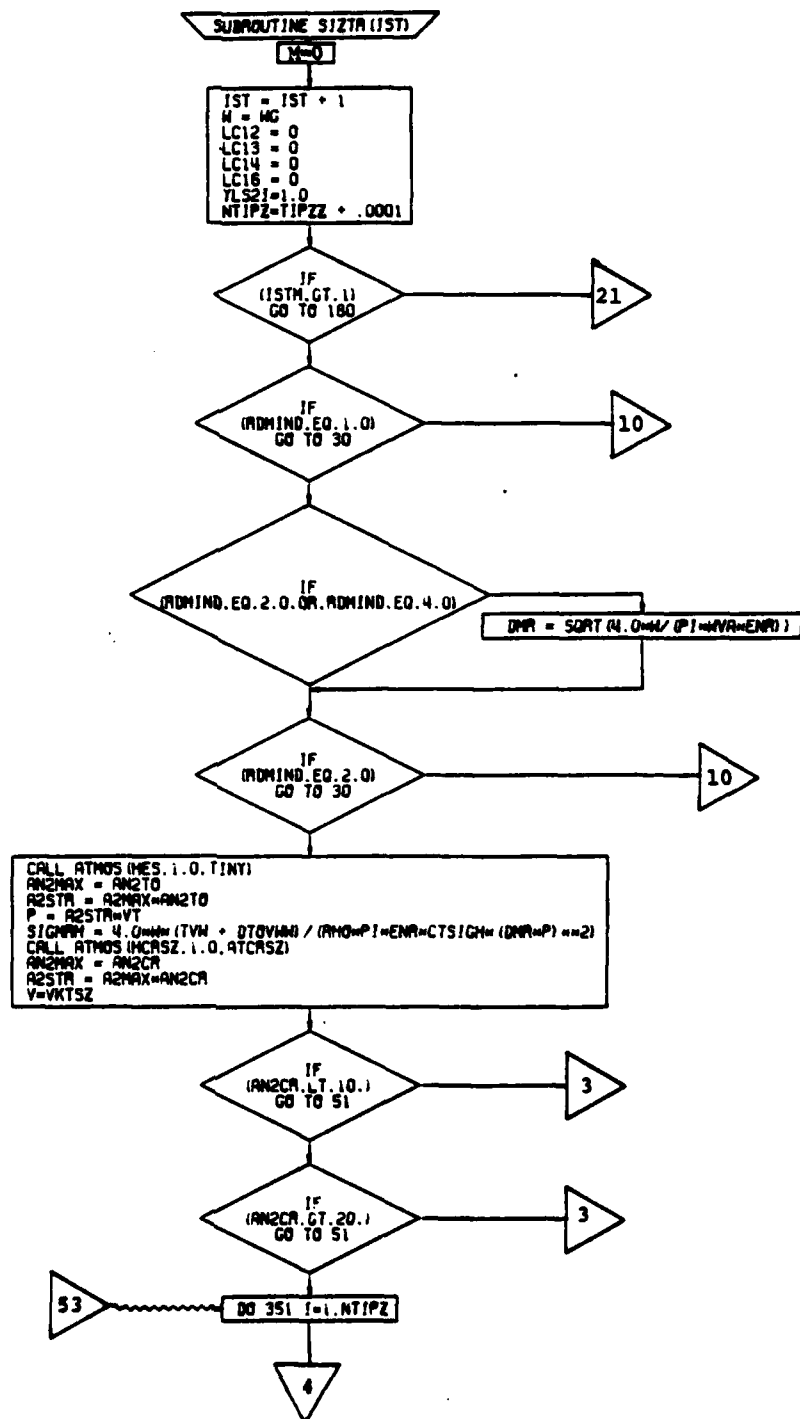 SUBROUTINE SIZTR(IST)
M=0
IST = IST + 1
W = WG
LC12 = 0
LC13 = 0
LC14 = 0
LC16 = 0
YLS2I=1.0
NTIPZ=TIPZZ + .0001
IF
(ISTM.GT.1)
GO TO 180
21
IF
(RDMIND.EQ.1.0)
GO TO 30
10
IF
(RDMIND.EQ.2.0.OR.RDMIND.EQ.4.0)
DMR = SQRT(4.0*W/(PI*WVA*ENR))
IF
(RDMIND.EQ.2.0)
GO TO 30
10
CALL ATMOS(HES,1.0,TINY)
AN2MAX = AN2TO
A2STR = A2MAX*AN2TO
P = A2STR*VT
SIGMRM = 4.0*W*(TVW + DTOVWW)/(RHO*PI*ENR*CTSIGH*(DMR*P)**2)
CALL ATMOS(HCRSZ,1.0,ATCRSZ)
AN2MAX = AN2CR
A2STR = A2MAX*AN2CR
V=VKTSZ
IF
(AN2CR.LT.10.)
GO TO 51
3
IF
(AN2CR.GT.20.)
GO TO 51
3
53
DO 351 I=1,NTIPZ
4